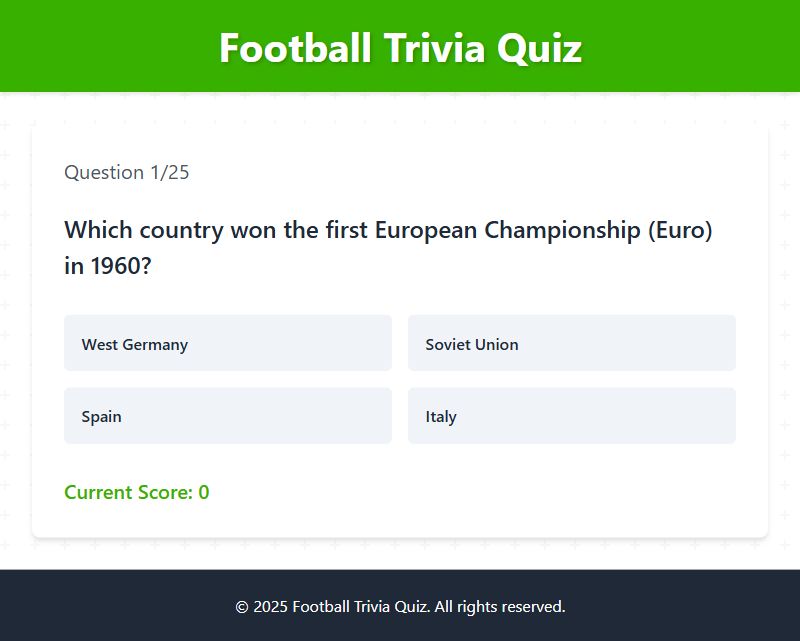 Football Trivia Quiz
Question 1/25
Which country won the first European Championship (Euro)
in 1960?
West Germany
Soviet Union
Spain
Italy
Current Score: 0
© 2025 Football Trivia Quiz. All rights reserved.